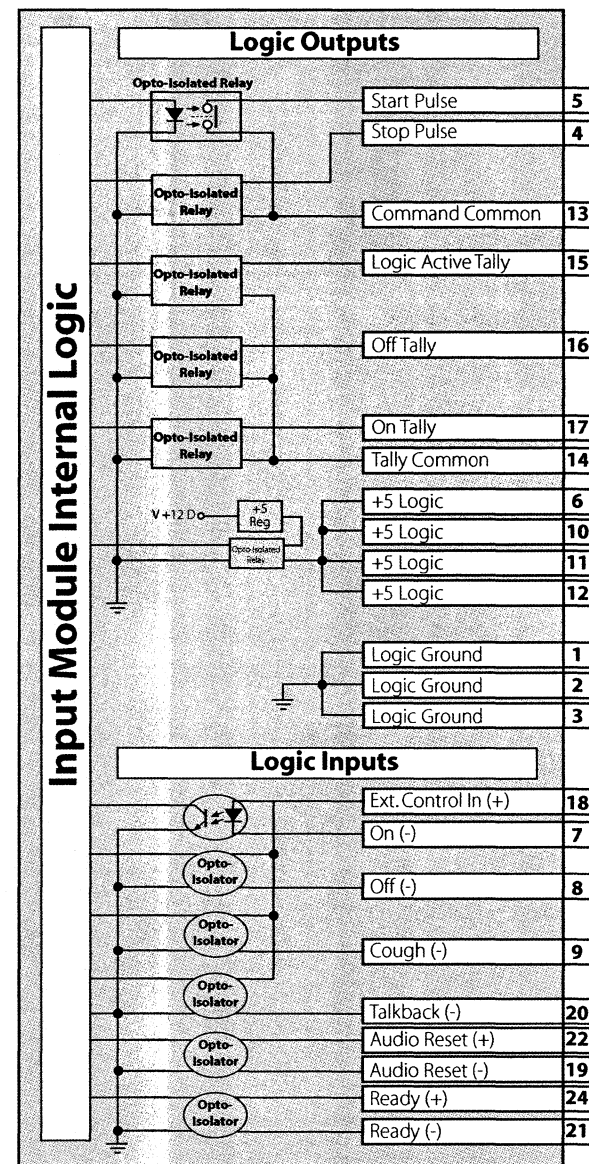 Logic Outputs
Opto-Isolated Relay
Start Pulse 5
Stop Pulse 4
Opto-Isolated
Relay
Command Common 13
Logic Active Tally 15
Opto-Isolated
Relay
Off Tally 16
Opto-Isolated
Relay
On Tally 17
Opto-Isolated
Relay
Tally Common 14
+5 Logic 6
V +12 D
+5
Reg
+5 Logic 10
Opto-Isolated
Relay
+5 Logic 11
+5 Logic 12
Logic Ground 1
Logic Ground 2
Logic Ground 3
Input Module Internal Logic
Logic Inputs
Ext. Control In (+) 18
On (-) 7
Opto-
Isolator
Off (-) 8
Opto-
Isolator
Cough (-) 9
Opto-
Isolator
Talkback (-) 20
Audio Reset (+) 22
Opto-
Isolator
Audio Reset (-) 19
Ready (+) 24
Opto-
Isolator
Ready (-) 21